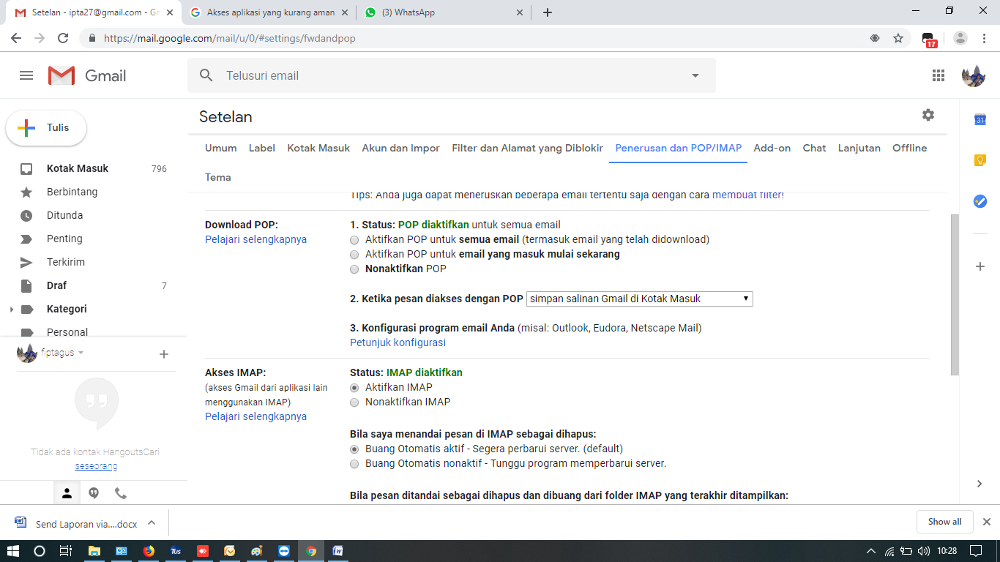 Setelan - ipta27@gmail.com - Gm
Akses aplikasi yang kurang aman
(3) WhatsApp
https://mail.google.com/mail/u/0/#settings/fwdandpop
17
Gmail
Telusuri email
Tulis
Setelan
31
Umum Label Kotak Masuk Akun dan Impor Filter dan Alamat yang Diblokir Penerusan dan POP/IMAP Add-on Chat Lanjutan Offline
Tema
Kotak Masuk 796
Berbintang
Ditunda
Penting
Terkirim
Draf 7
Kategori
Personal
fiptagus
Tidak ada kontak HangoutsCari
seseorang
Tips: Anda juga dapat meneruskan beberapa email tertentu saja dengan cara membuat filter!
Download POP:
Pelajari selengkapnya
1. Status: POP diaktifkan untuk semua email
Aktifkan POP untuk semua email (termasuk email yang telah didownload)
Aktifkan POP untuk email yang masuk mulai sekarang
Nonaktifkan POP
2. Ketika pesan diakses dengan POP simpan salinan Gmail di Kotak Masuk
3. Konfigurasi program email Anda (misal: Outlook, Eudora, Netscape Mail)
Petunjuk konfigurasi
Akses IMAP:
(akses Gmail dari aplikasi lain
menggunakan IMAP)
Pelajari selengkapnya
Status: IMAP diaktifkan
Aktifkan IMAP
Nonaktifkan IMAP
Bila saya menandai pesan di IMAP sebagai dihapus:
Buang Otomatis aktif - Segera perbarui server. (default)
Buang Otomatis nonaktif - Tunggu program memperbarui server.
Bila pesan ditandai sebagai dihapus dan dibuang dari folder IMAP yang terakhir ditampilkan:
Send Laporan via....docx
Show all
Tus
10:28